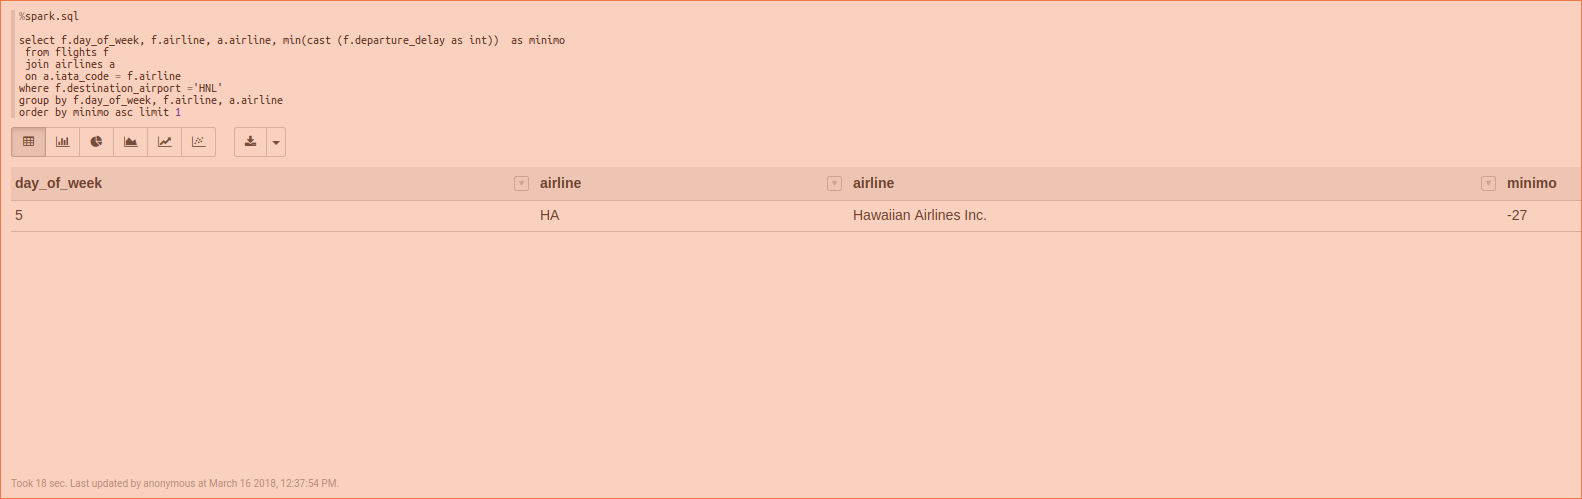 %spark.sql
select f.day_of_week, f.airline, a.airline, min(cast (f.departure_delay as int))  as minimo
from flights f
join airlines a
on a.iata_code = f.airline
where f.destination_airport ='HNL'
group by f.day_of_week, f.airline, a.airline
order by minimo asc limit 1
day_of_week airline airline minimo
5 HA Hawaiian Airlines Inc. -27
Took 18 sec. Last updated by anonymous at March 16 2018, 12:37:54 PM.